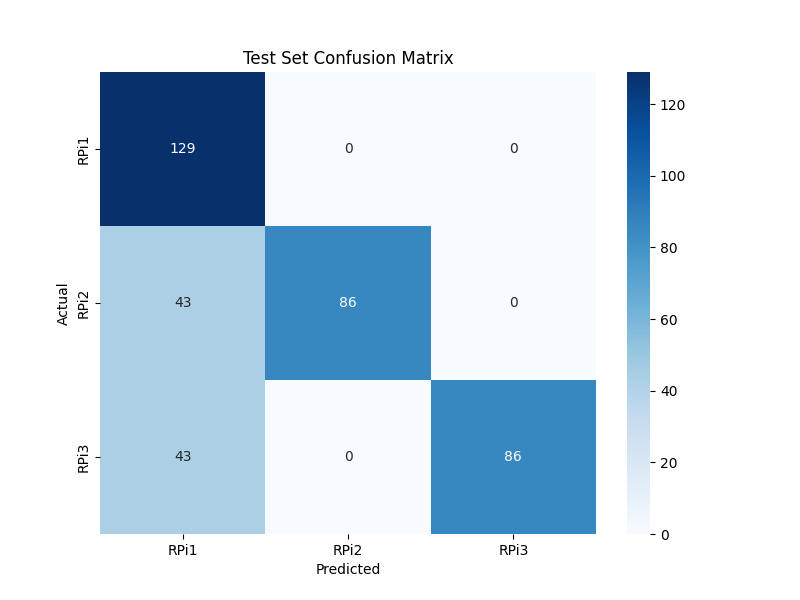 Test Set Confusion Matrix
Actual
RPi1
129
0
0
RPi2
43
86
0
RPi3
43
0
86
RPi1
RPi2
RPi3
Predicted
120
100
80
60
40
20
0